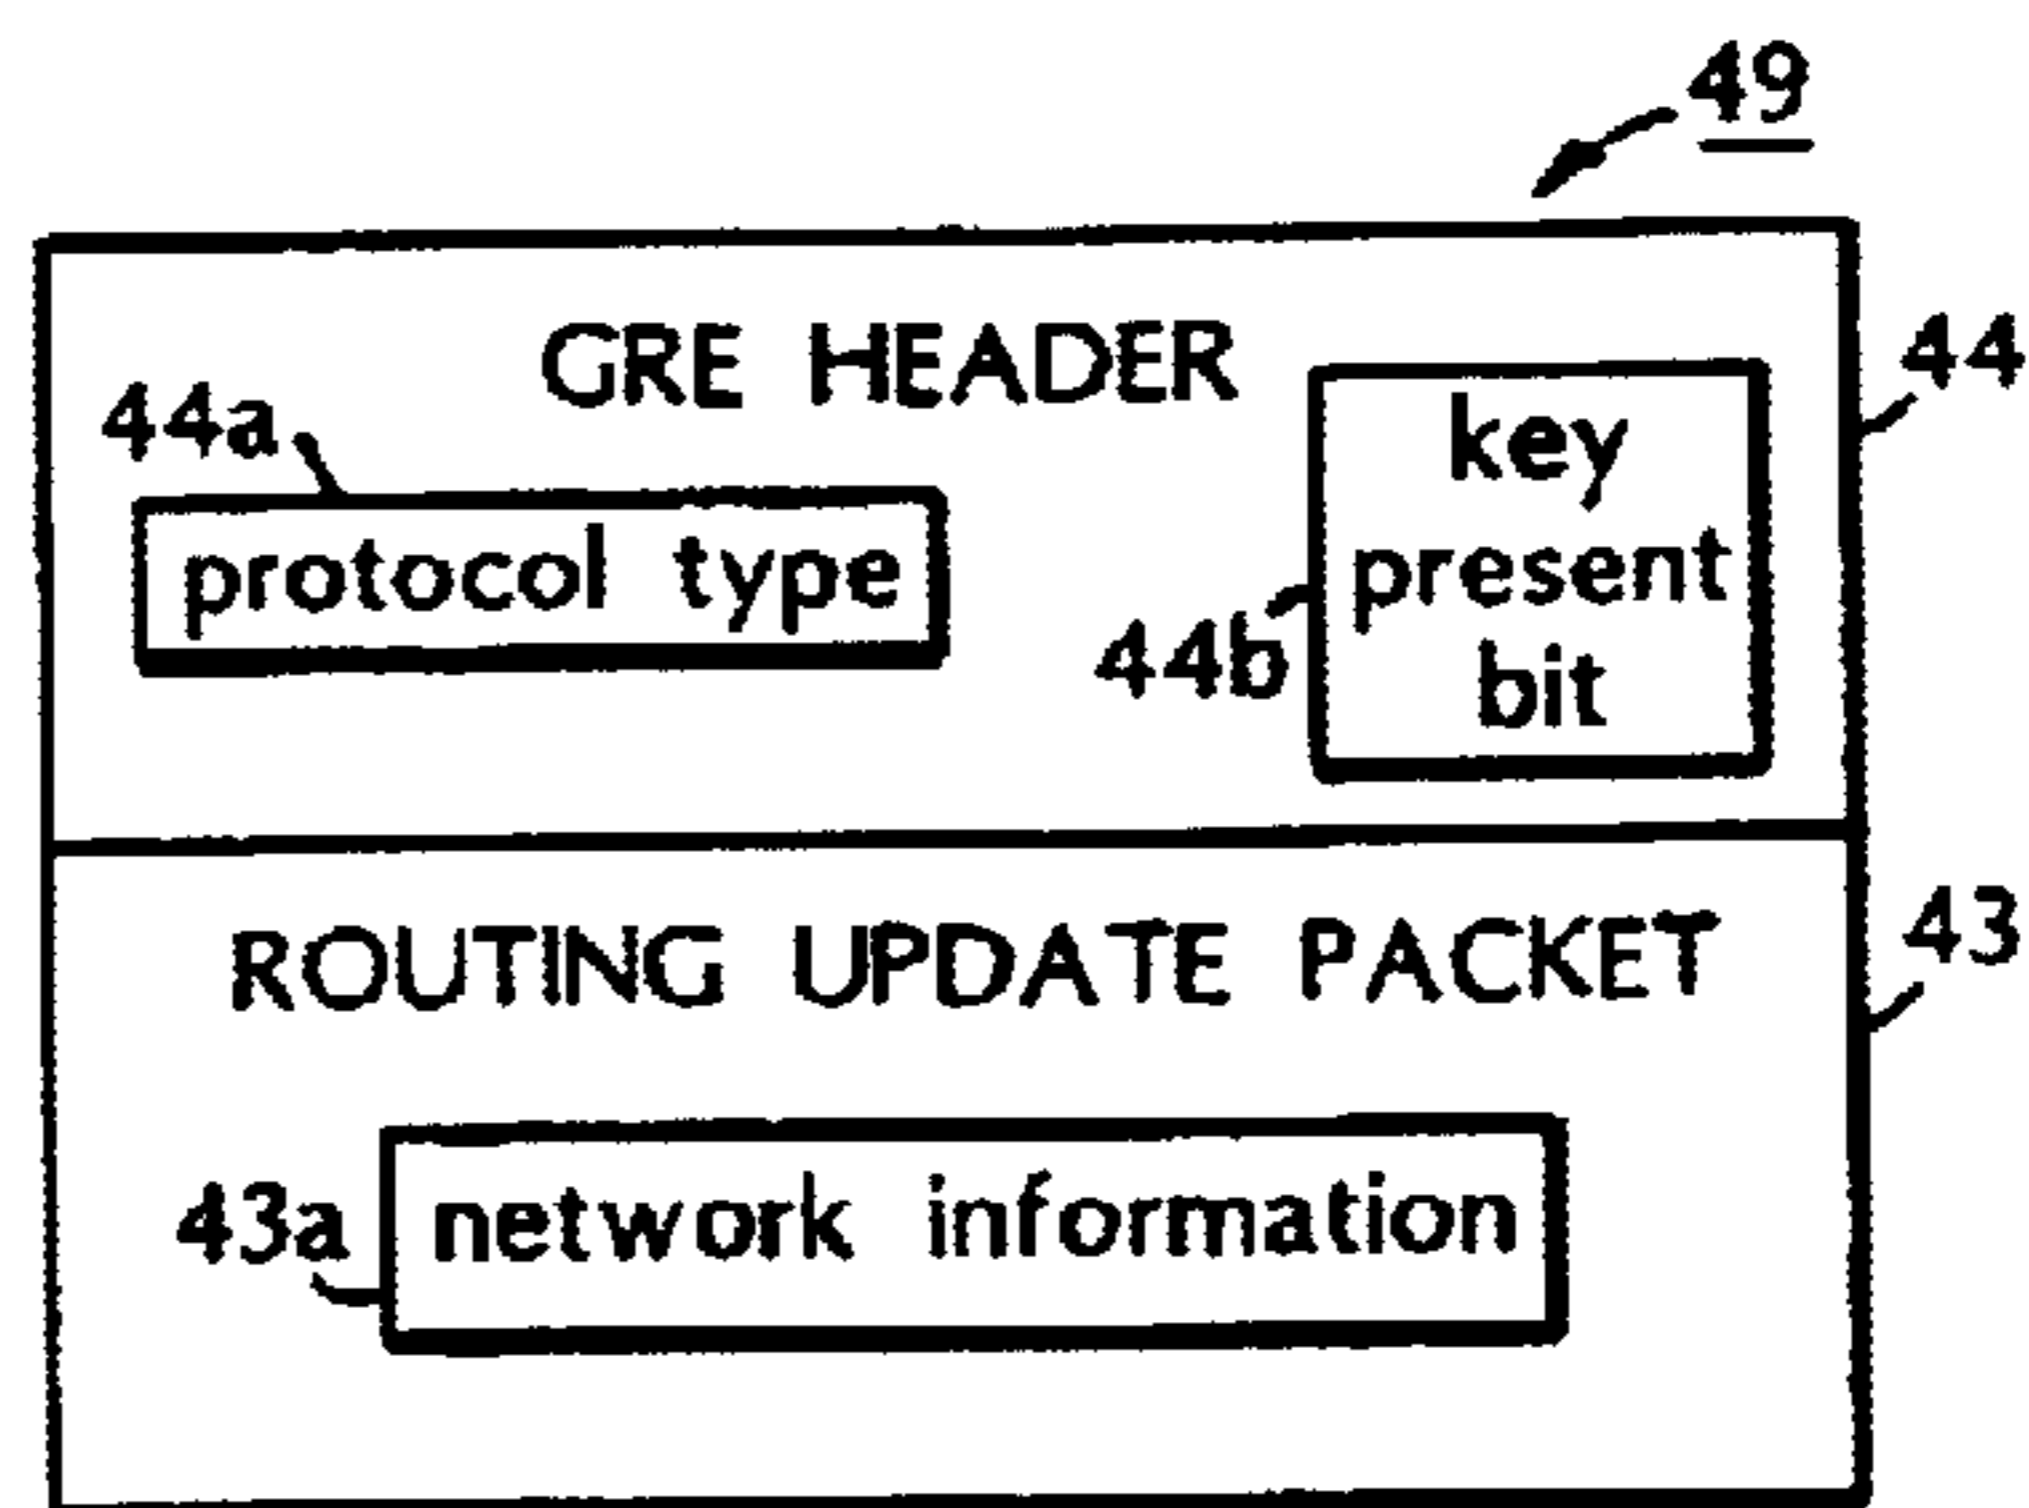 49
GRE HEADER
44
44a
key
present
bit
protocol type
44b
ROUTING UPDATE PACKET
43
43a
network information